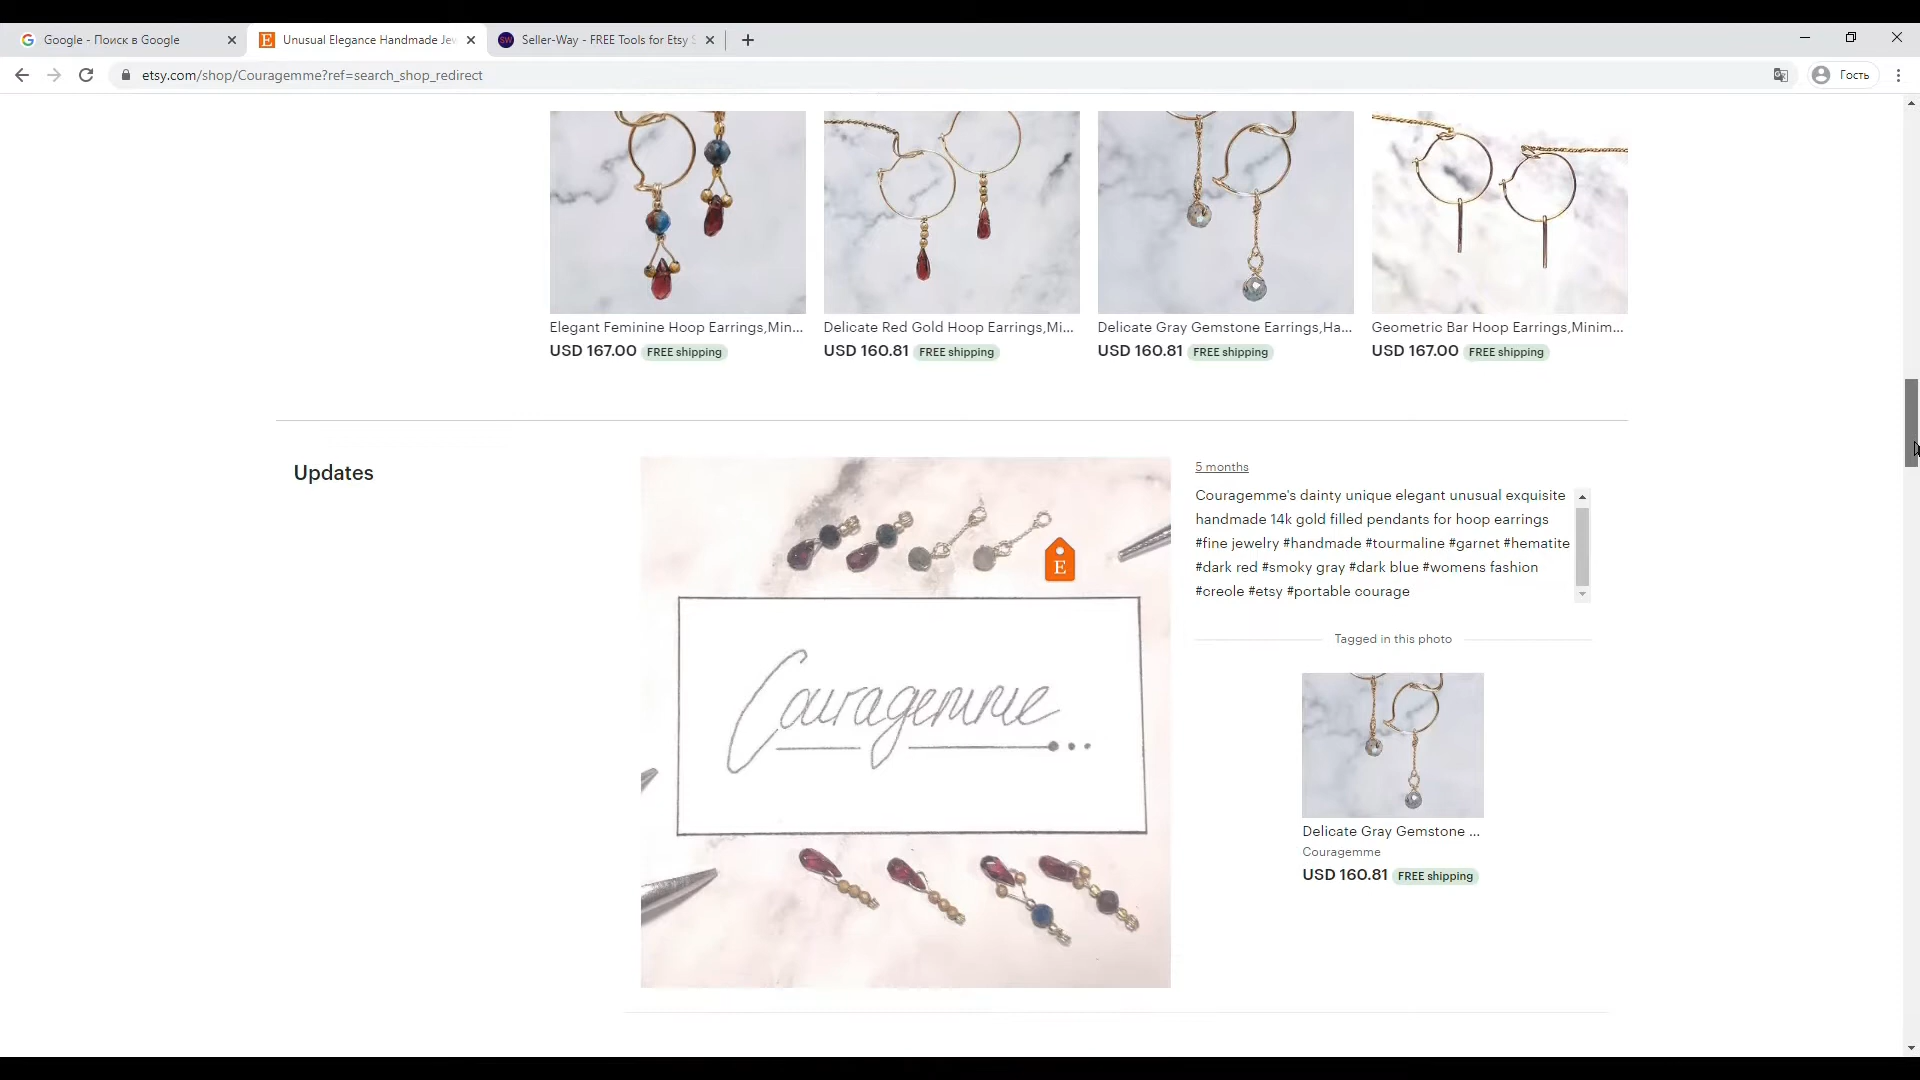 Google - Поиск в Google
Unusual Elegance Handmade Jew
SW
Seller-Way - FREE Tools for Etsy S
etsy.com/shop/Couragemme?ref=search_shop_redirect
Гость
Elegant Feminine Hoop Earrings,Min...
USD 167.00 FREE shipping
Delicate Red Gold Hoop Earrings,Mi...
USD 160.81 FREE shipping
Delicate Gray Gemstone Earrings,Ha...
USD 160.81 FREE shipping
Geometric Bar Hoop Earrings,Minim...
USD 167.00 FREE shipping
Updates
E
Couragemme...
5 months
Couragemme's dainty unique elegant unusual exquisite
handmade 14k gold filled pendants for hoop earrings
#fine jewelry #handmade #tourmaline #garnet #hematite
#dark red #smoky gray #dark blue #womens fashion
#creole #etsy #portable courage
Tagged in this photo
Delicate Gray Gemstone ...
Couragemme
USD 160.81 FREE shipping